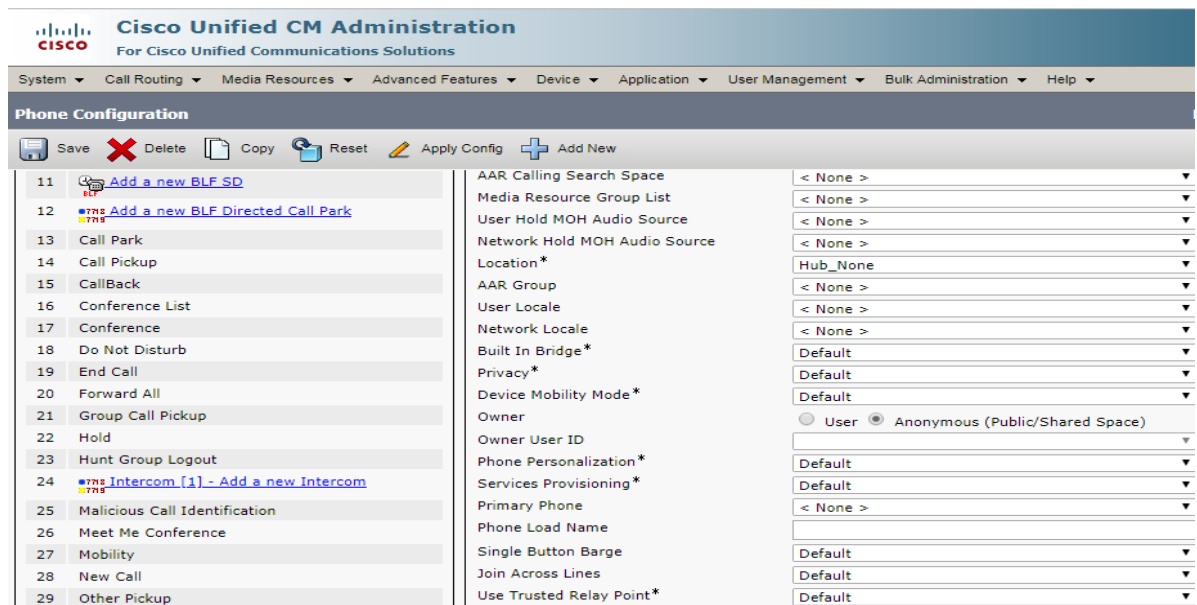 CISCO
Cisco Unified CM Administration
For Cisco Unified Communications Solutions
System Call Routing Media Resources Advanced Features Device Application User Management Bulk Administration Help
Phone Configuration
Save Delete Copy Reset Apply Config Add New
11 BLF Add a new BLF SD
12 Add a new BLF Directed Call Park
13 Call Park
14 Call Pickup
15 CallBack
16 Conference List
17 Conference
18 Do Not Disturb
19 End Call
20 Forward All
21 Group Call Pickup
22 Hold
23 Hunt Group Logout
24 Intercom [1] - Add a new Intercom
25 Malicious Call Identification
26 Meet Me Conference
27 Mobility
28 New Call
29 Other Pickup
AAR Calling Search Space < None >
Media Resource Group List < None >
User Hold MOH Audio Source < None >
Network Hold MOH Audio Source < None >
Location* Hub_None
AAR Group < None >
User Locale < None >
Network Locale < None >
Built In Bridge* Default
Privacy* Default
Device Mobility Mode* Default
Owner User Anonymous (Public/Shared Space)
Owner User ID
Phone Personalization* Default
Services Provisioning* Default
Primary Phone < None >
Phone Load Name
Single Button Barge Default
Join Across Lines Default
Use Trusted Relay Point* Default